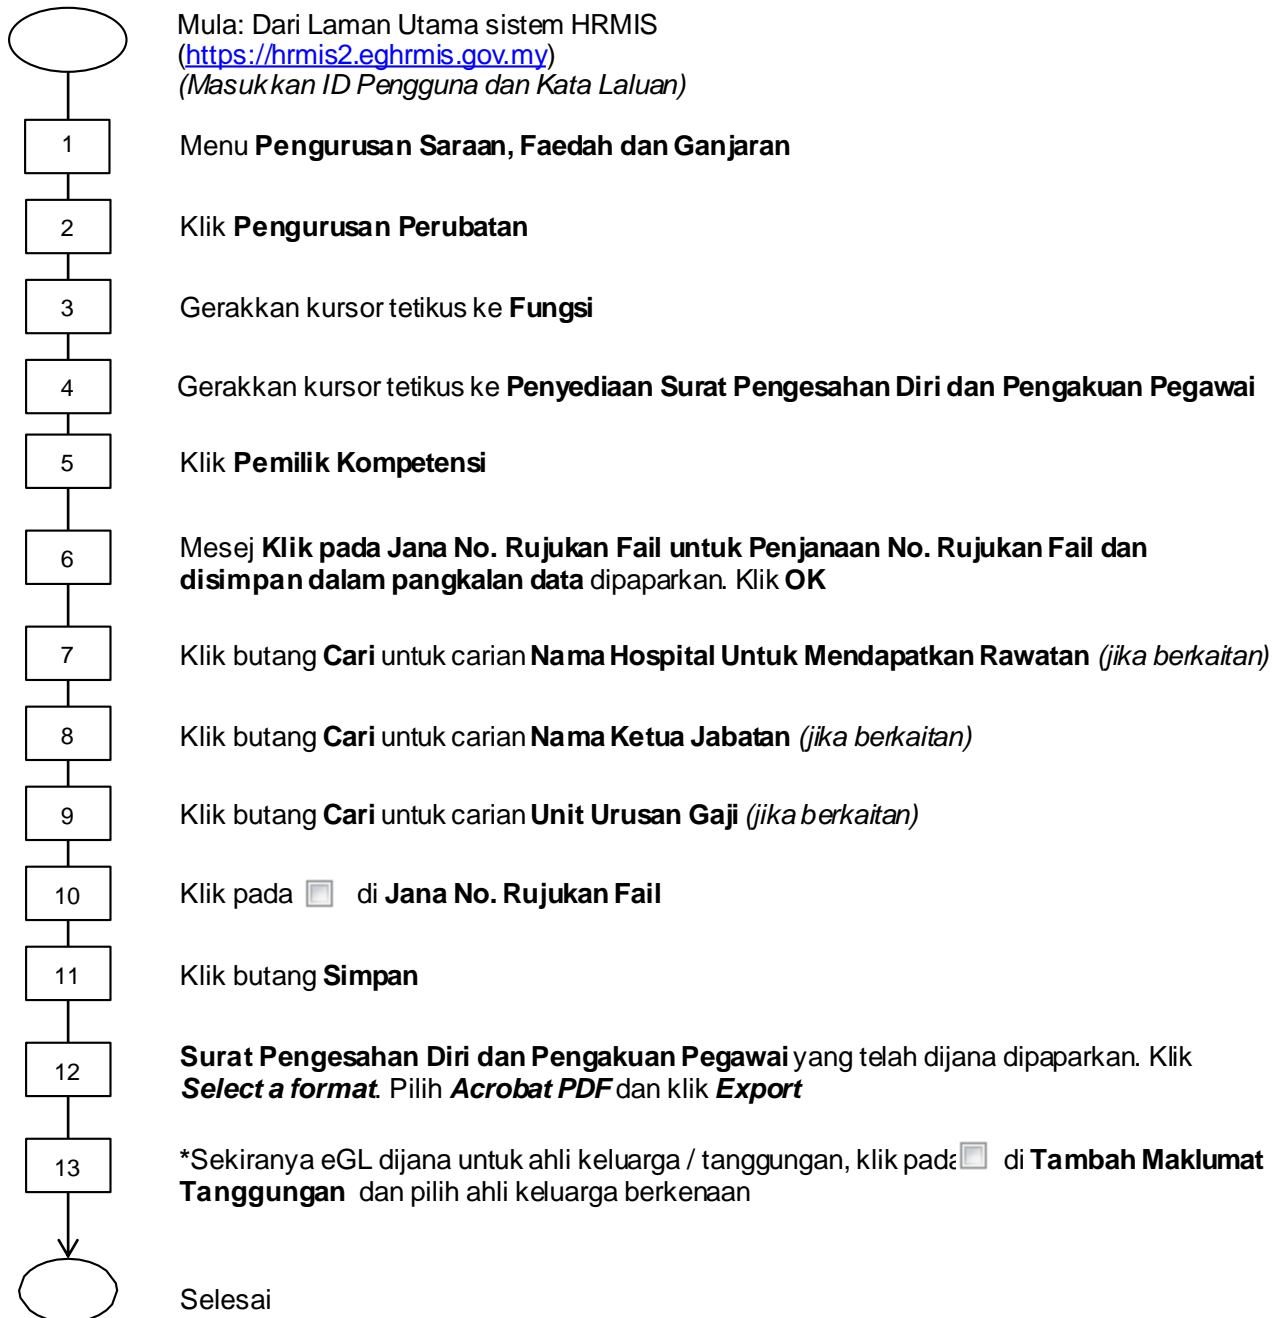 Mula: Dari Laman Utama sistem HRMIS
(https://hrmis2.eghrmis.gov.my)
(Masukkan ID Pengguna dan Kata Laluan)
1 Menu Pengurusan Saraan, Faedah dan Ganjaran
2 Klik Pengurusan Perubatan
3 Gerakkan kursor tetikus ke Fungsi
4 Gerakkan kursor tetikus ke Penyediaan Surat Pengesahan Diri dan Pengakuan Pegawai
5 Klik Pemilik Kompetensi
6 Mesej Klik pada Jana No. Rujukan Fail untuk Penjanaan No. Rujukan Fail dan
disimpan dalam pangkalan data dipaparkan. Klik OK
7 Klik butang Cari untuk carian Nama Hospital Untuk Mendapatkan Rawatan (jika berkaitan)
8 Klik butang Cari untuk carian Nama Ketua Jabatan (jika berkaitan)
9 Klik butang Cari untuk carian Unit Urusan Gaji (jika berkaitan)
10 Klik pada di Jana No. Rujukan Fail
11 Klik butang Simpan
12 Surat Pengesahan Diri dan Pengakuan Pegawai yang telah dijana dipaparkan. Klik
Select a format. Pilih Acrobat PDF dan klik Export
13 *Sekiranya eGL dijana untuk ahli keluarga / tanggungan, klik pada di Tambah Maklumat
Tanggungan dan pilih ahli keluarga berkenaan
Selesai